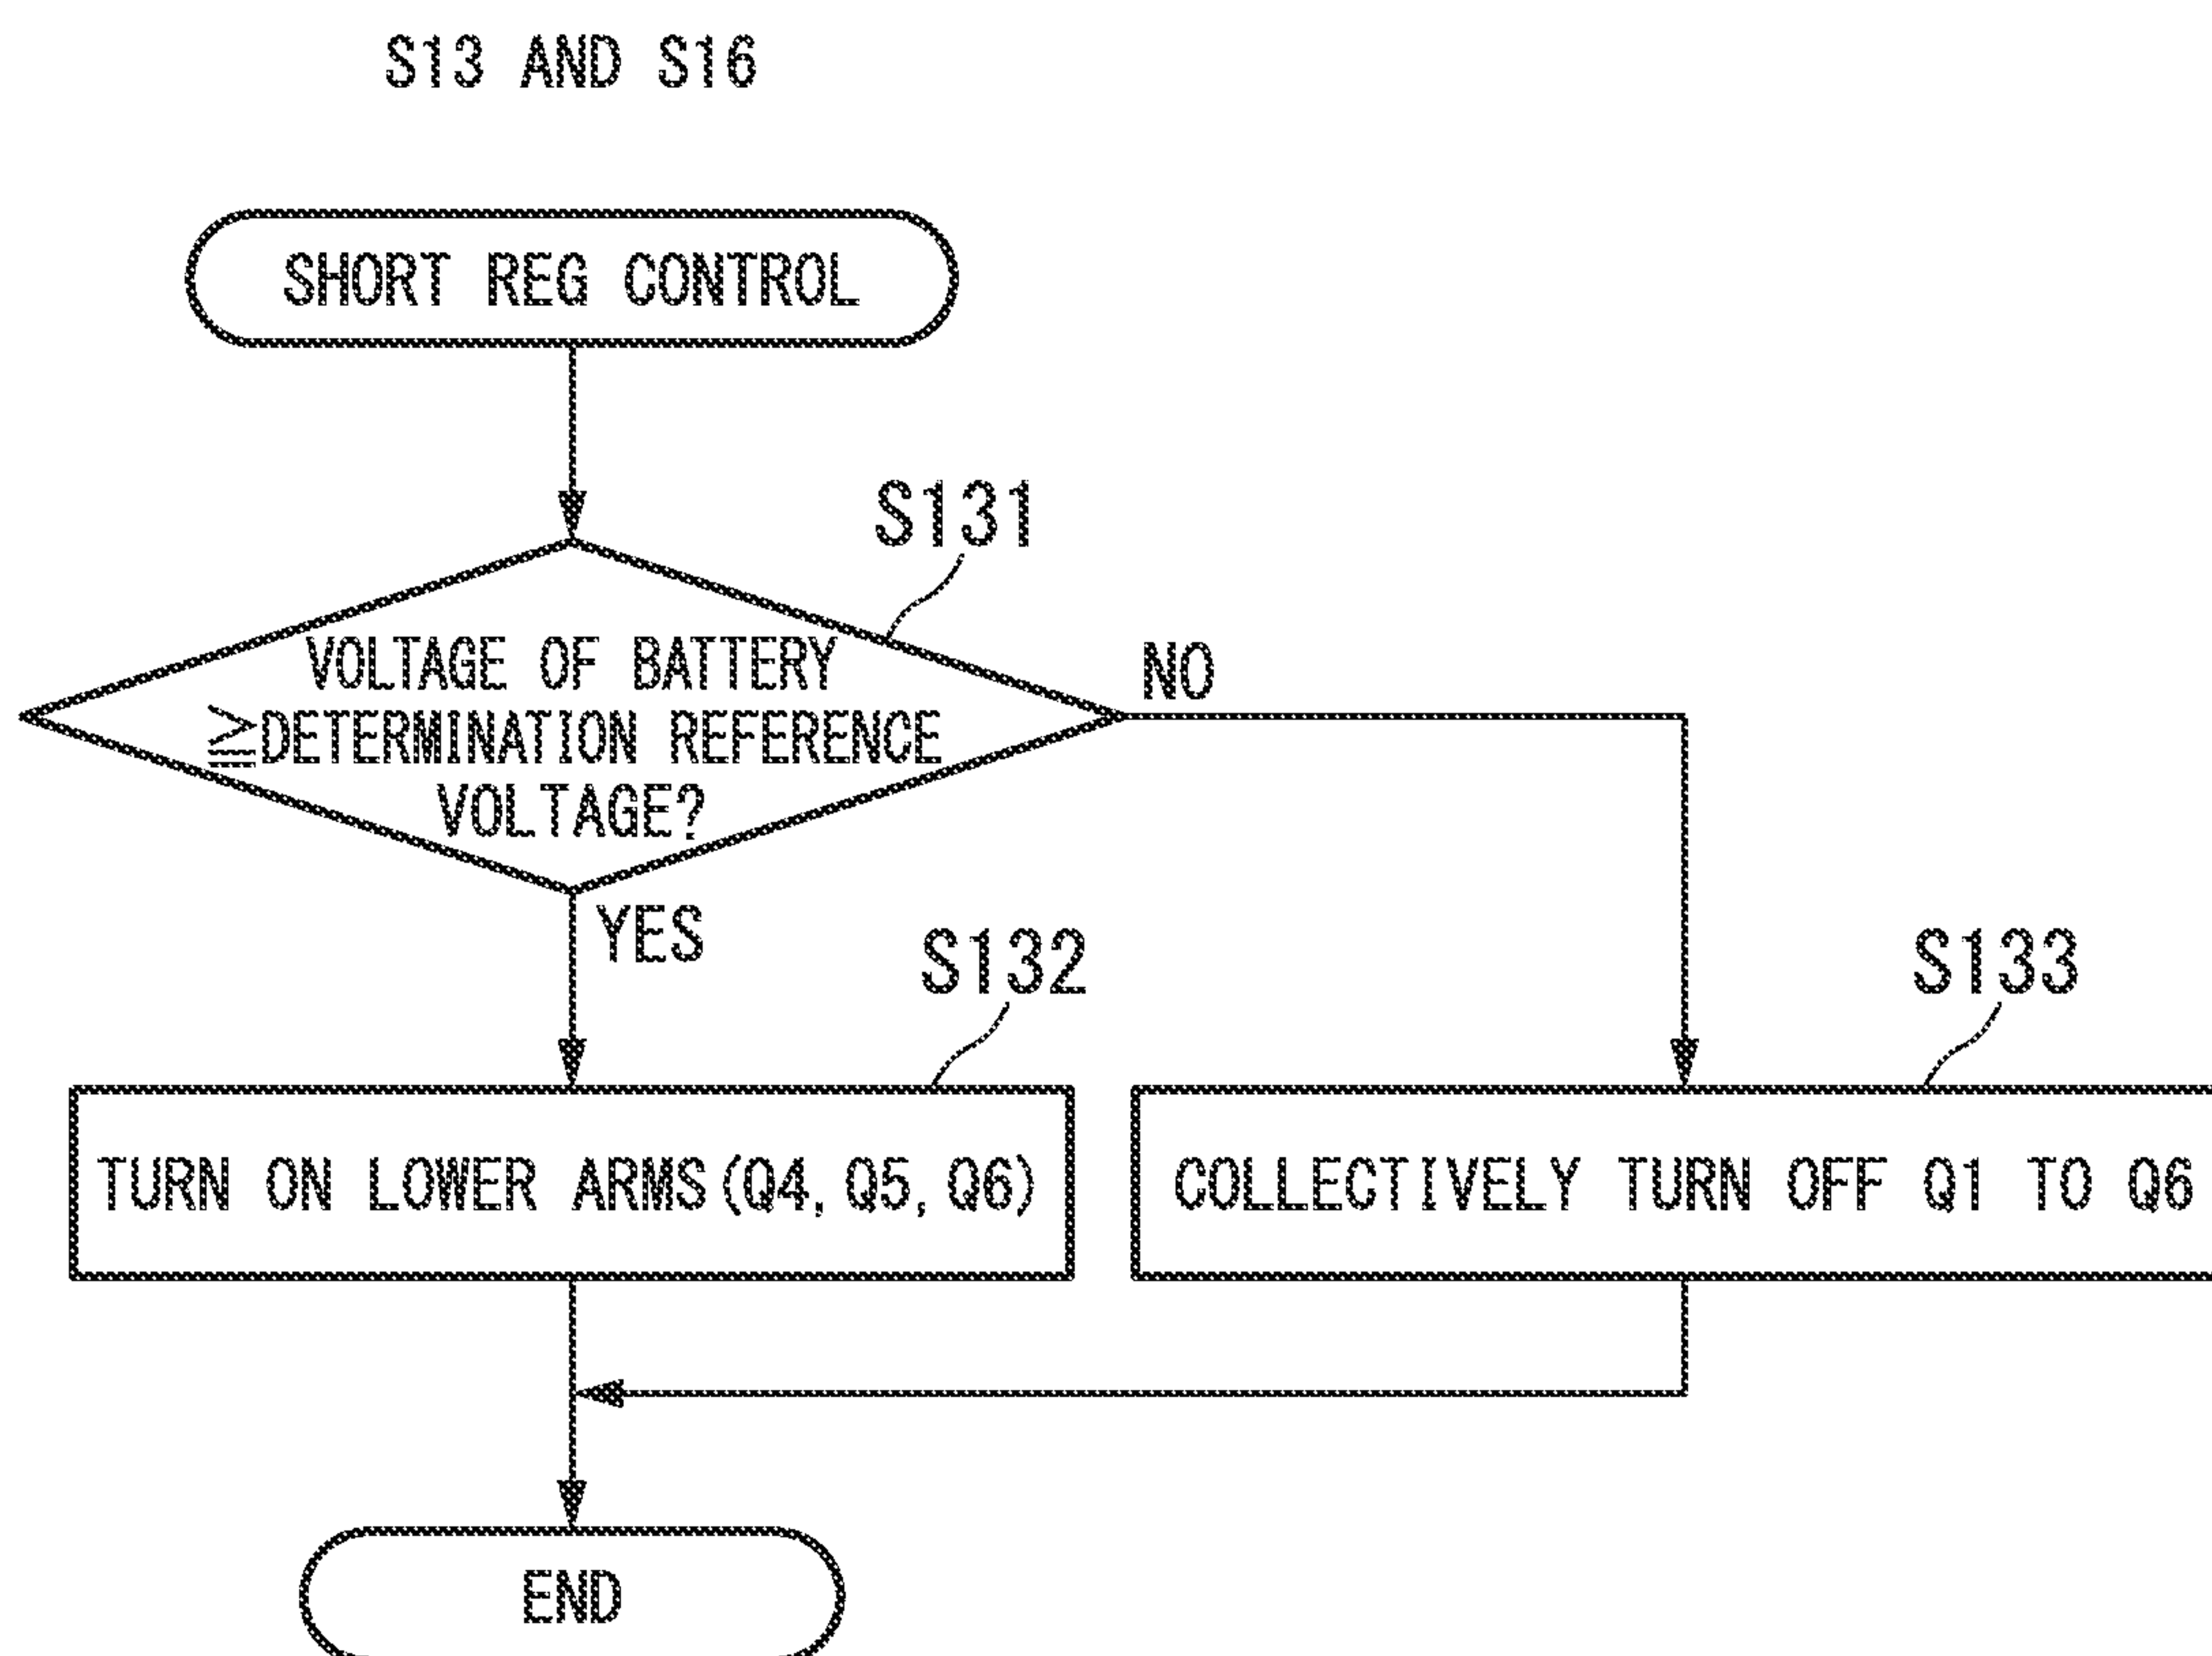 S13 AND S16
SHORT REG CONTROL
S131
VOLTAGE OF BATTERY
≧DETERMINATION REFERENCE
VOLTAGE?
NO
YES
S132
S133
TURN ON LOWER ARMS(Q4, Q5, Q6)
COLLECTIVELY TURN OFF Q1 TO Q6
END